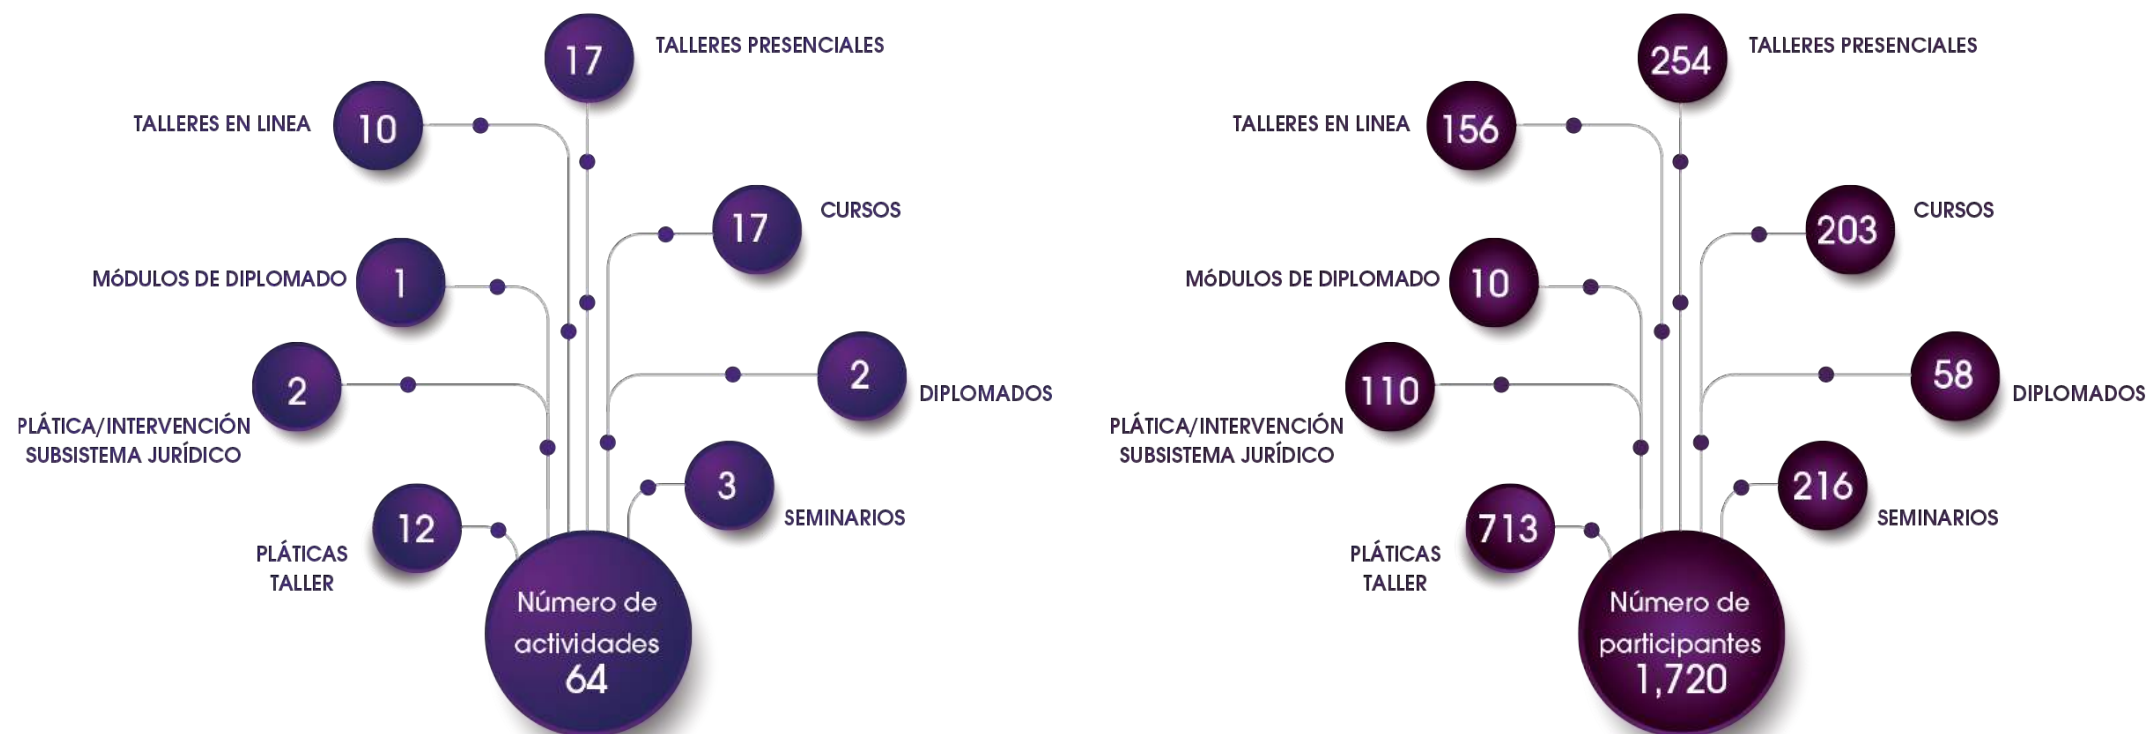 17
TALLERES PRESENCIALES
TALLERES EN LINEA
10
17
CURSOS
MóDULOS DE DIPLOMADO
1
2
DIPLOMADOS
2
PLÁTICA/INTERVENCIÓN
SUBSISTEMA JURÍDICO
3
SEMINARIOS
12
PLÁTICAS
TALLER
Número de
actividades
64
254
TALLERES PRESENCIALES
TALLERES EN LINEA
156
203
CURSOS
MóDULOS DE DIPLOMADO
10
58
DIPLOMADOS
110
PLÁTICA/INTERVENCIÓN
SUBSISTEMA JURÍDICO
216
SEMINARIOS
713
PLÁTICAS
TALLER
Número de
participantes
1,720